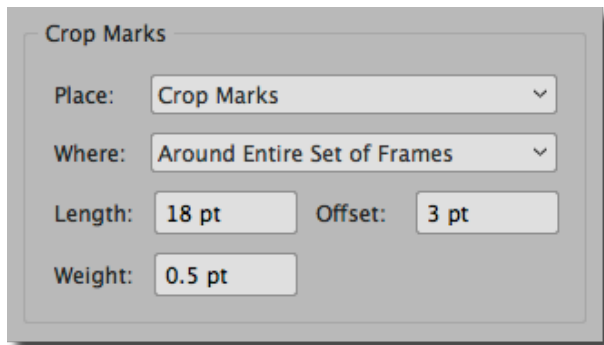 Crop Marks
Place: Crop Marks
Where: Around Entire Set of Frames
Length: 18 pt Offset: 3 pt
Weight: 0.5 pt